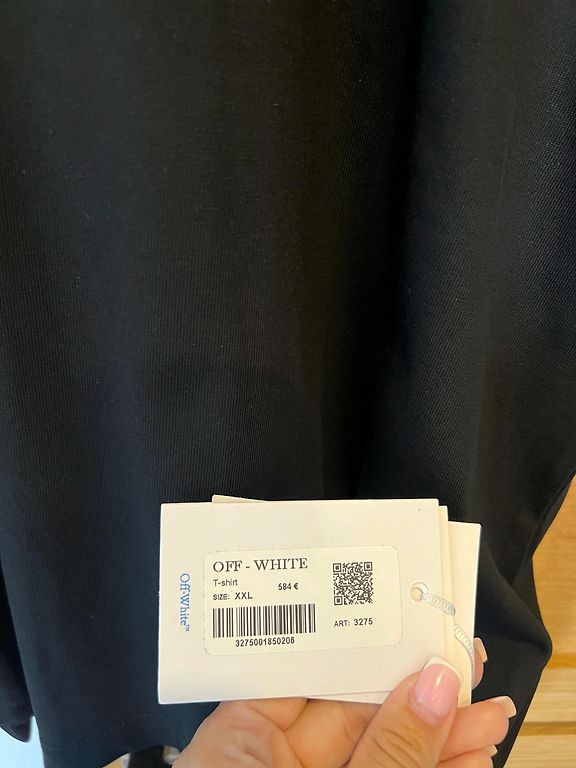 Off-White™
OFF - WHITE
T-shirt
584 €
SIZE: XXL
3275001850206
ART: 3275